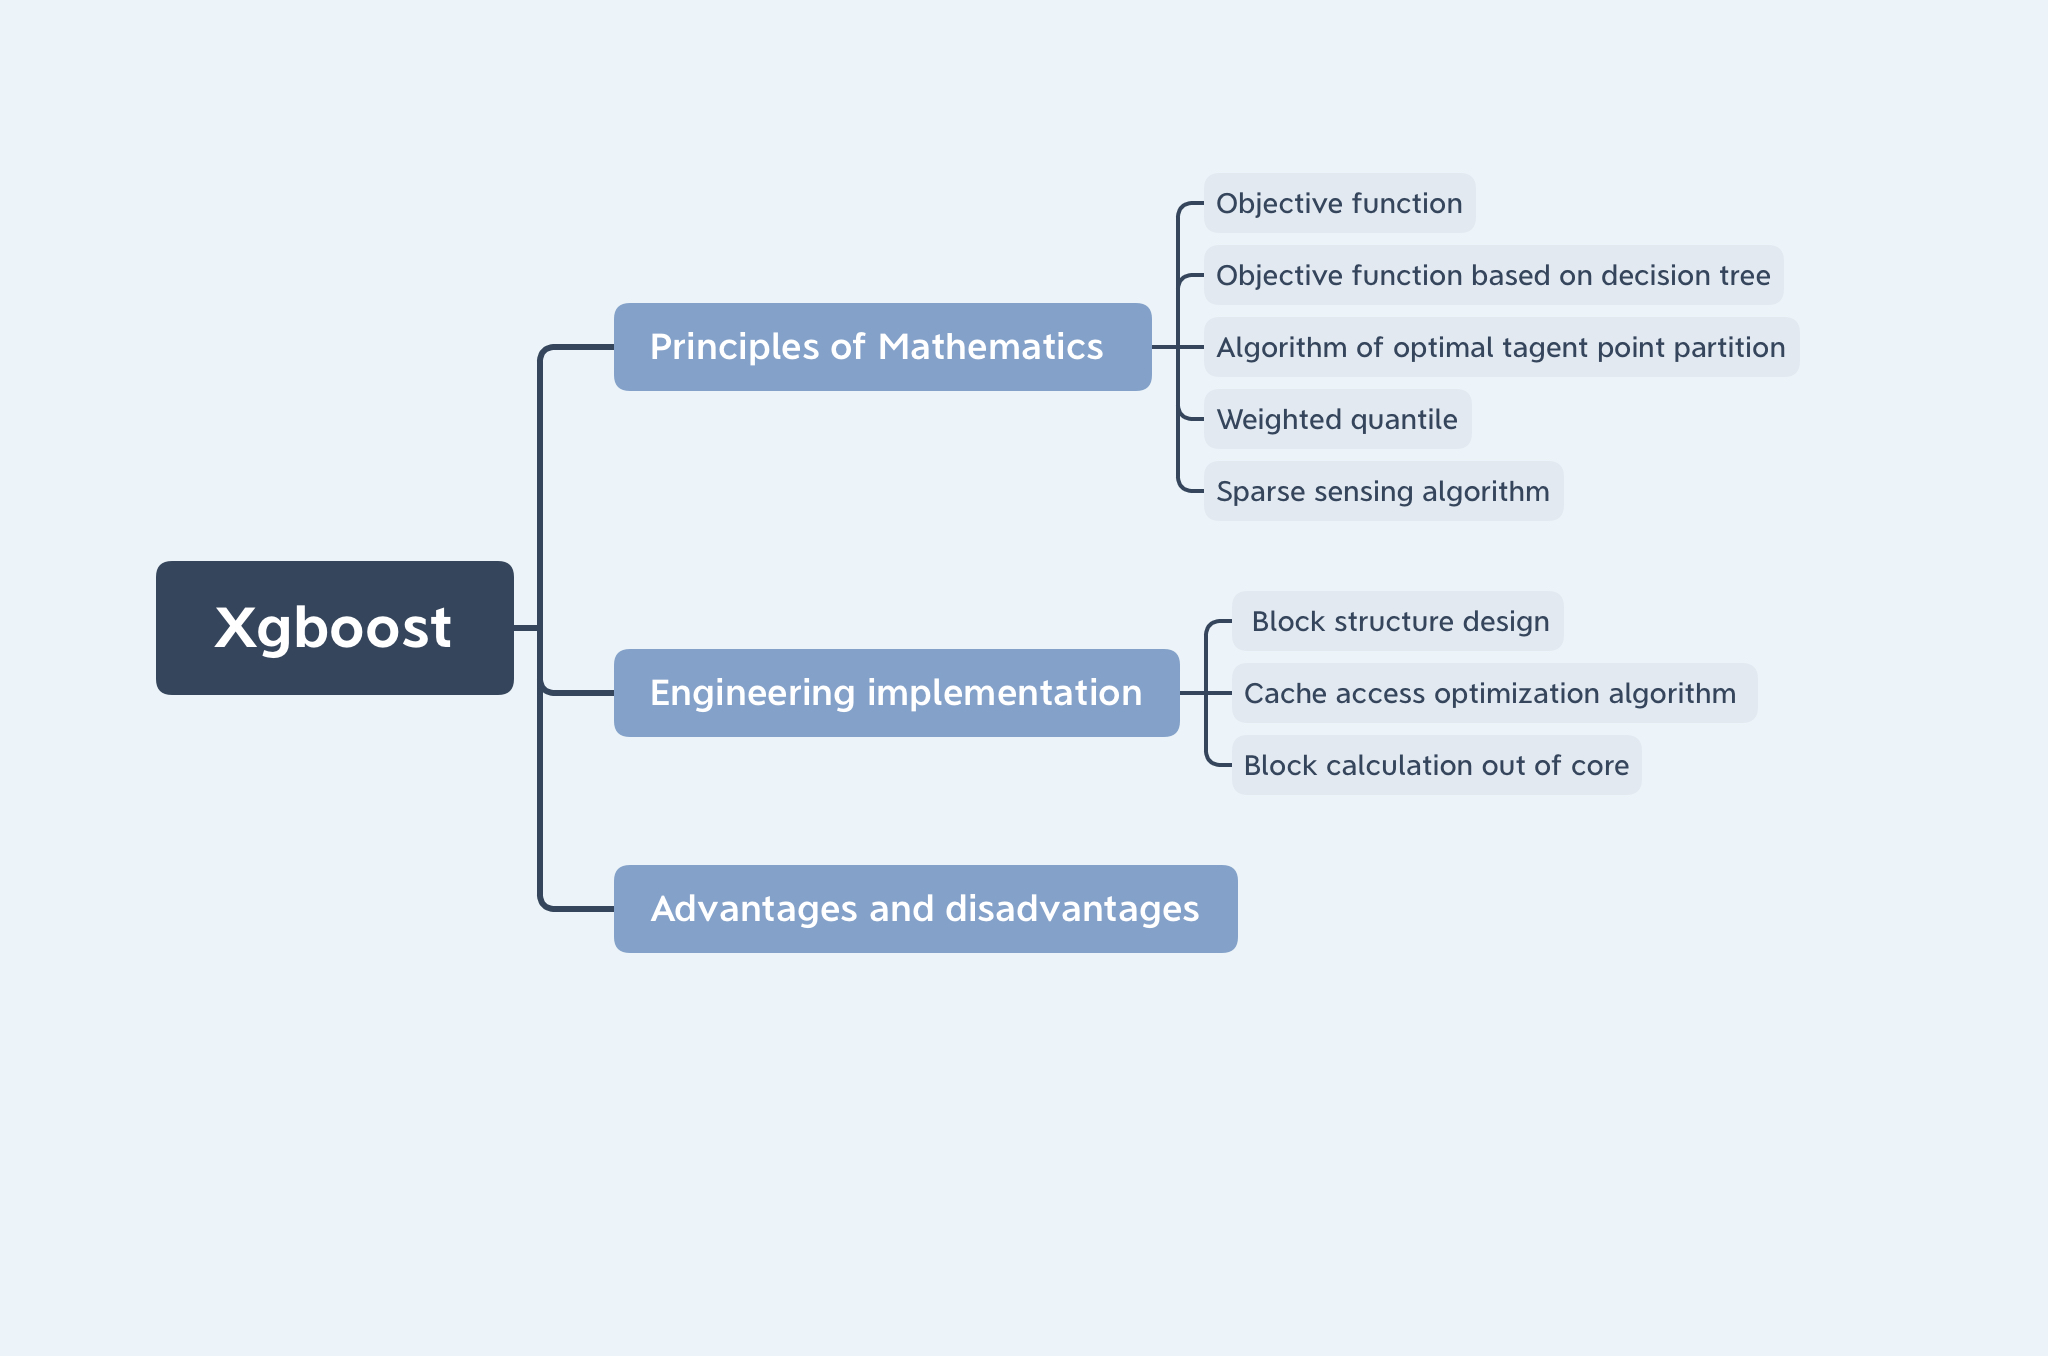 Xgboost
Principles of Mathematics
Objective function
Objective function based on decision tree
Algorithm of optimal tagent point partition
Weighted quantile
Sparse sensing algorithm
Engineering implementation
Block structure design
Cache access optimization algorithm
Block calculation out of core
Advantages and disadvantages